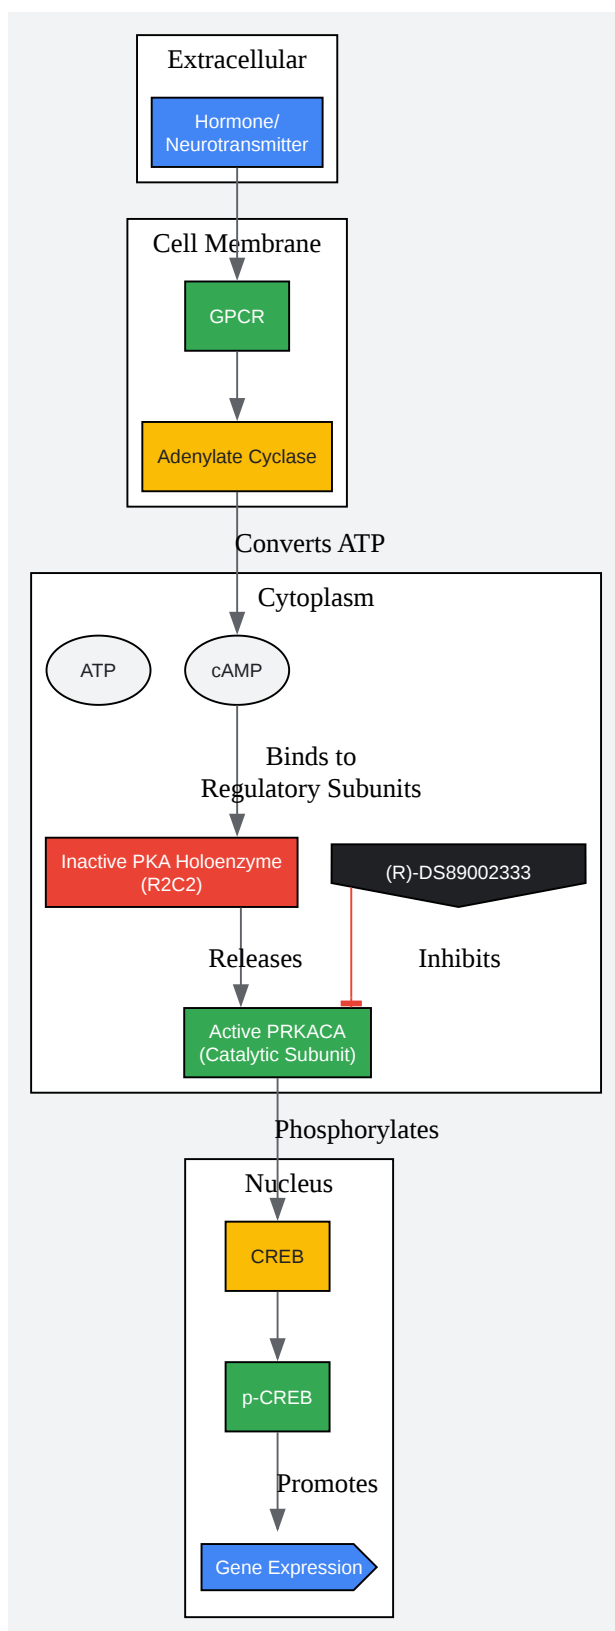 Extracellular
Hormone/
Neurotransmitter
Cell Membrane
GPCR
Adenylate Cyclase
Converts ATP
Cytoplasm
ATP
cAMP
Binds to
Regulatory Subunits
Inactive PKA Holoenzyme
(R2C2)
(R)-DS89002333
Releases
Inhibits
Active PRKACA
(Catalytic Subunit)
Phosphorylates
Nucleus
CREB
p-CREB
Promotes
Gene Expression